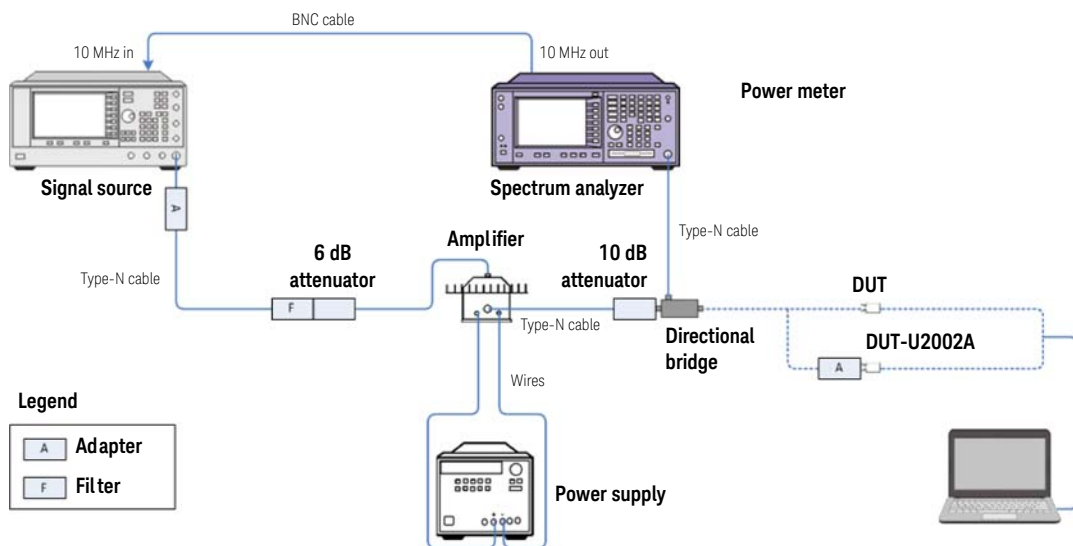 BNC cable
10 MHz in
10 MHz out
Power meter
Signal source
Spectrum analyzer
A
Type-N cable
6 dB
attenuator
Amplifier
10 dB
attenuator
Type-N cable
F
Type-N cable
Directional
bridge
DUT
DUT-U2002A
A
Wires
Legend
A Adapter
F Filter
Power supply